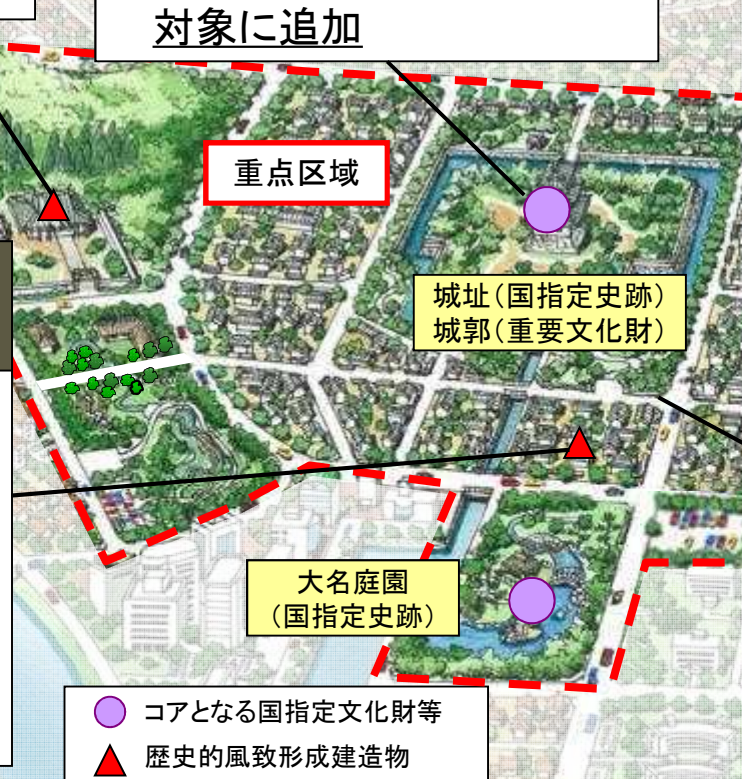 対象に追加
重点区域
城址（国指定史跡）
城郭（重要文化財）
大名庭園
（国指定史跡）
コアとなる国指定文化財等
歴史的風致形成建造物